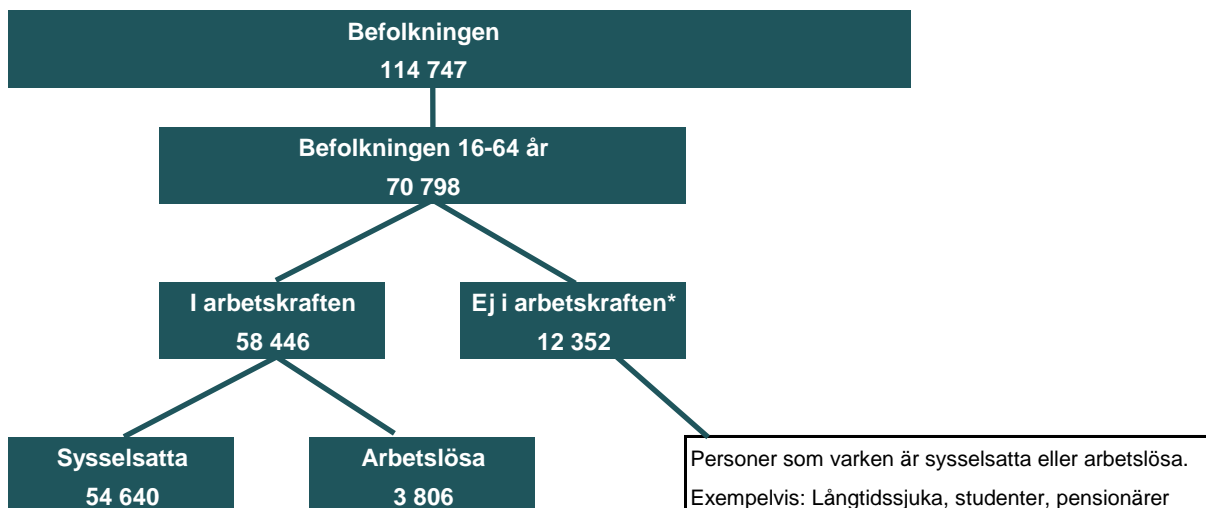 Befolkningen
114 747
Befolkningen 16-64 år
70 798
I arbetskraften
58 446
Ej i arbetskraften*
12 352
Sysselsatta
54 640
Arbetslösa
3 806
Personer som varken är sysselsatta eller arbetslösa.
Exempelvis: Långtidssjuka, studenter, pensionärer